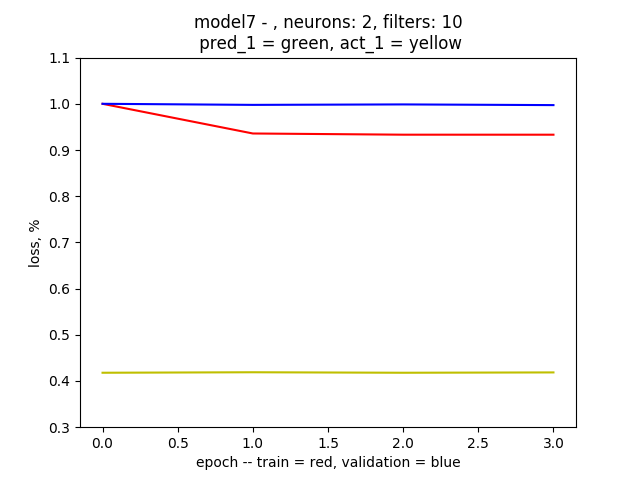 model7 - , neurons: 2, filters: 10
pred_1 = green, act_1 = yellow
1.1
1.0
0.9
0.8
0.7
0.6
0.5
0.4
0.3
loss, %
0.0 0.5 1.0 1.5 2.0 2.5 3.0
epoch -- train = red, validation = blue